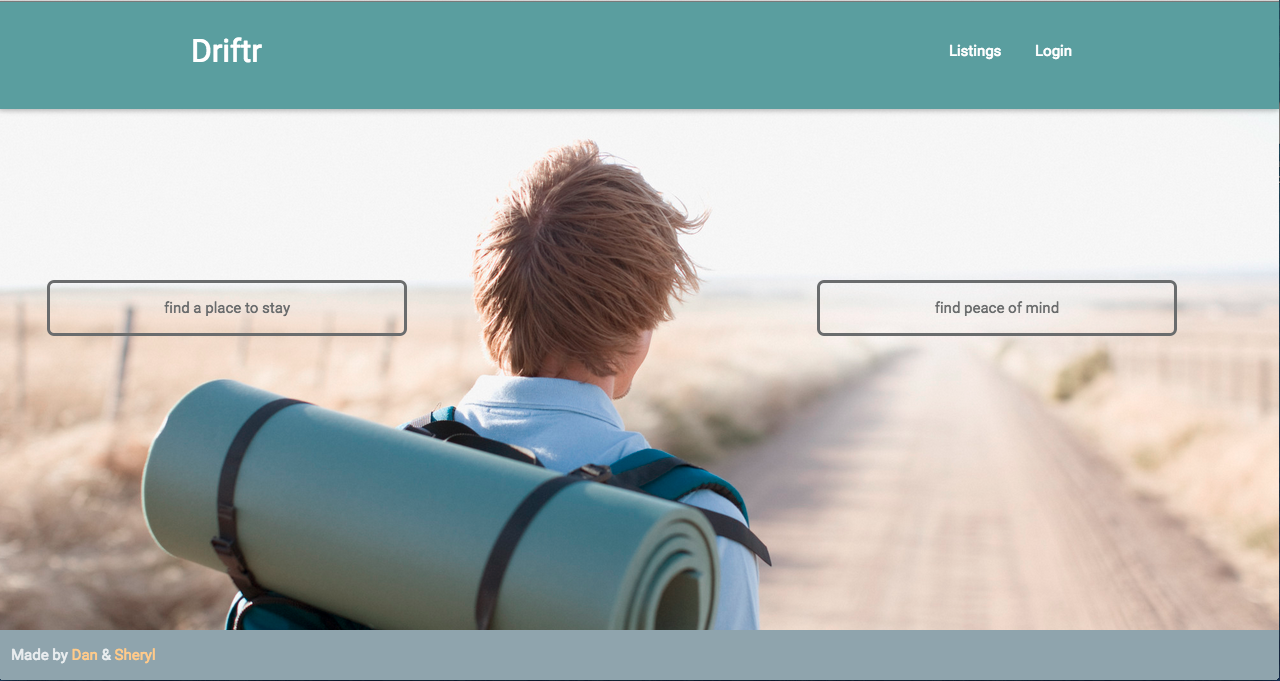 Driftr
Listings Login
find a place to stay
find peace of mind
Made by Dan & Sheryl